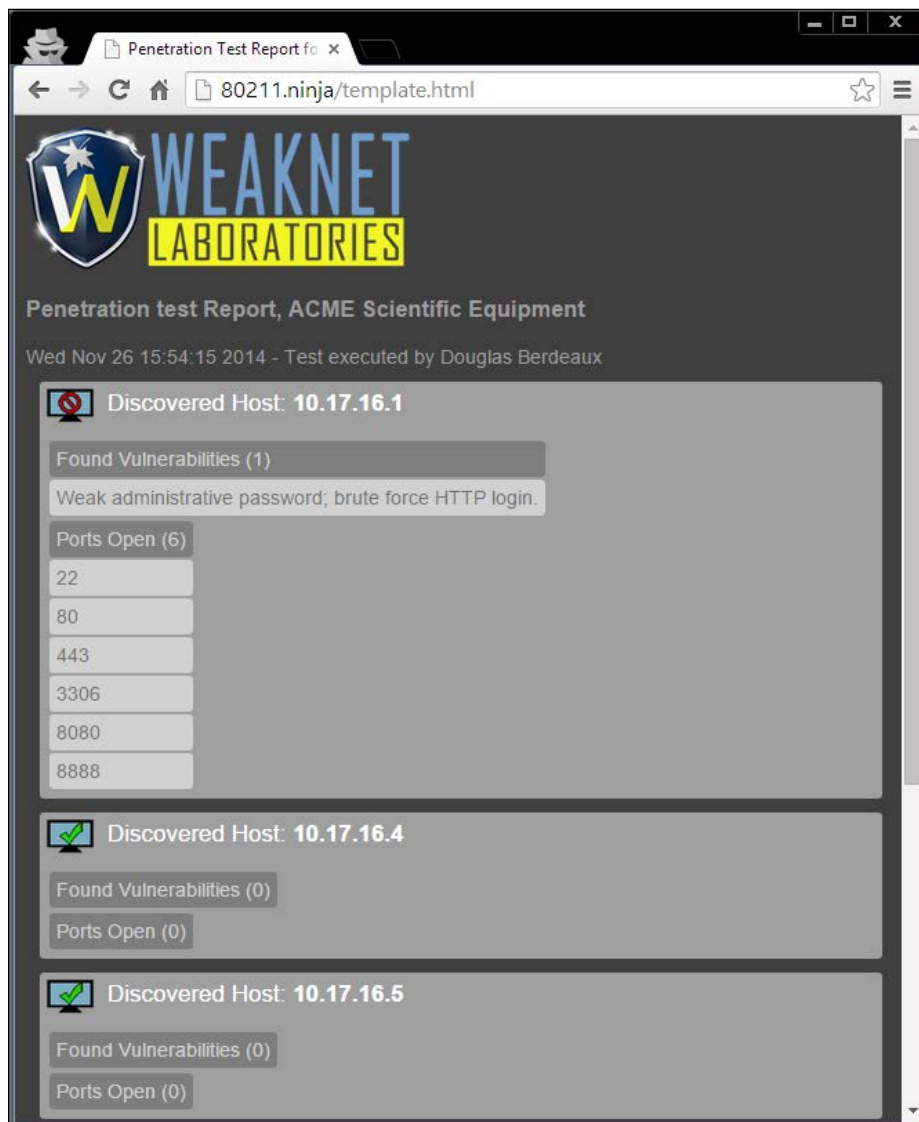 Penetration Test Report fo
80211.ninja/template.html
W
WEAKNET
LABORATORIES
Penetration test Report, ACME Scientific Equipment
Wed Nov 26 15:54:15 2014 - Test executed by Douglas Berdeaux
Discovered Host: 10.17.16.1
Found Vulnerabilities (1)
Weak administrative password; brute force HTTP login.
Ports Open (6)
22
80
443
3306
8080
8888
Discovered Host: 10.17.16.4
Found Vulnerabilities (0)
Ports Open (0)
Discovered Host: 10.17.16.5
Found Vulnerabilities (0)
Ports Open (0)